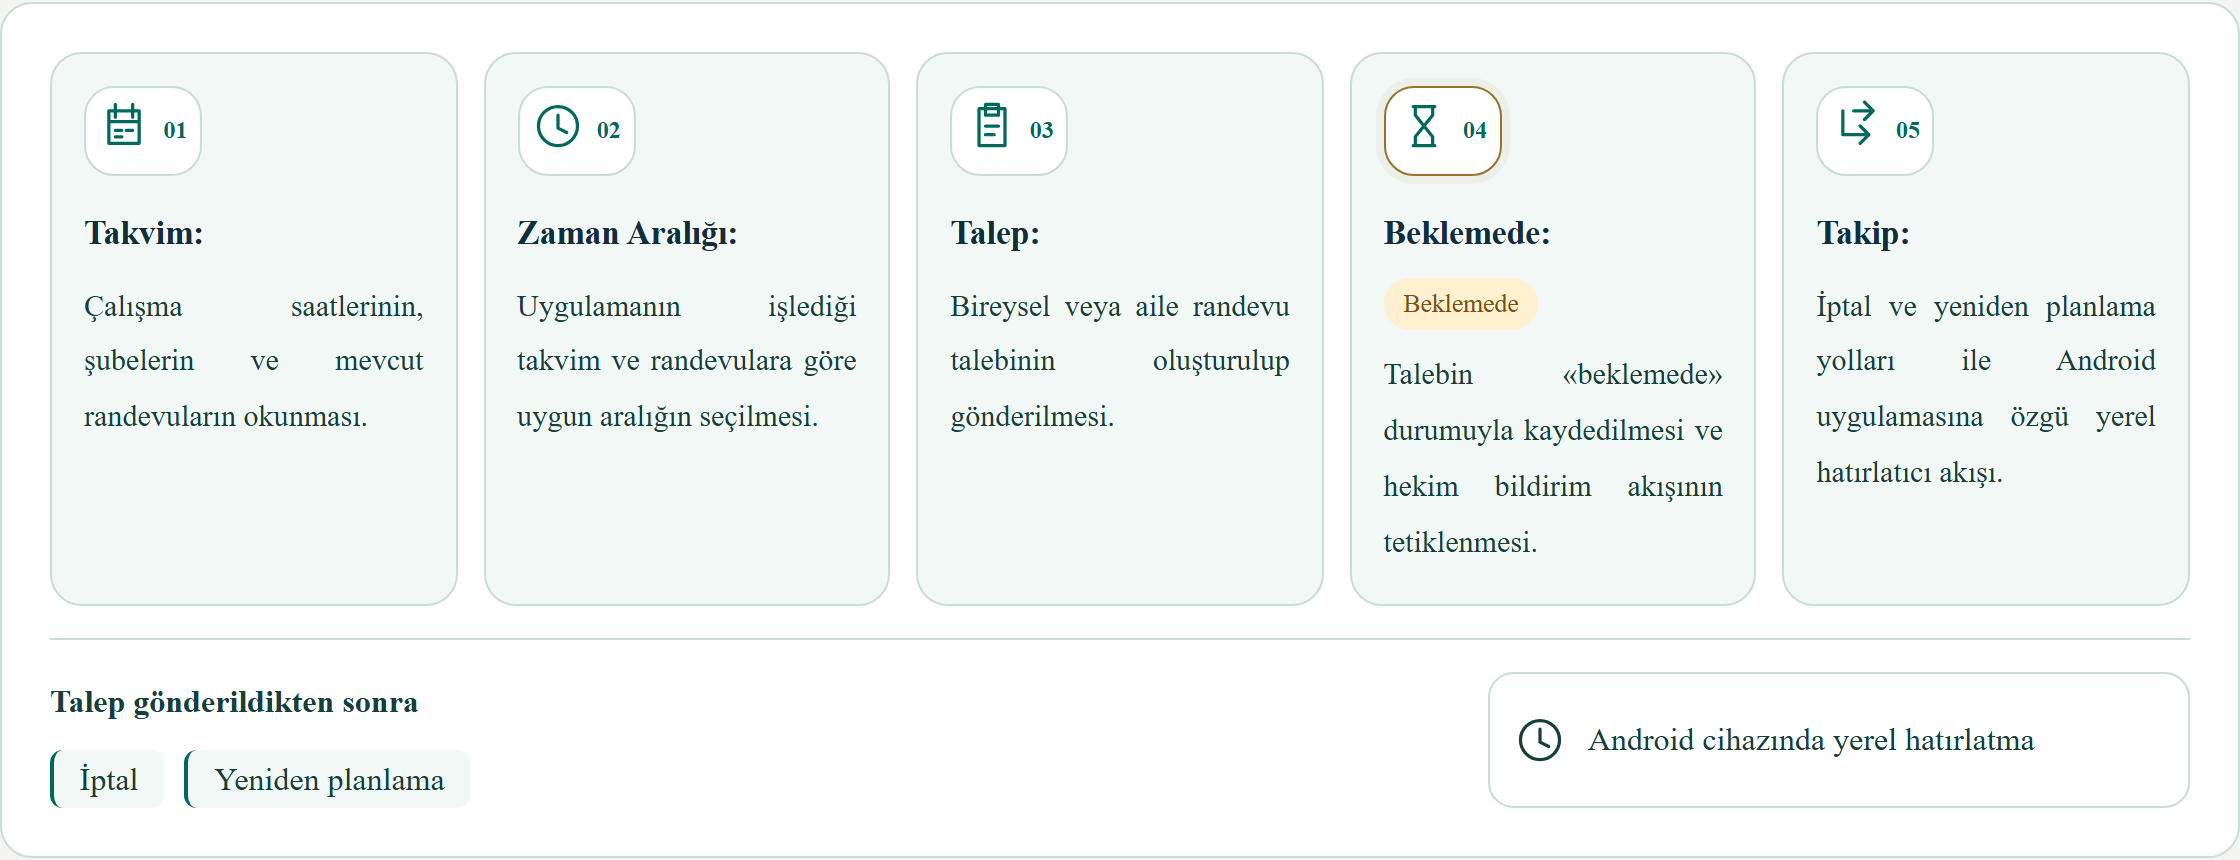 01
Takvim:
Çalışma saatlerinin,
şubelerin ve mevcut
randevuların okunması.
02
Zaman Aralığı:
Uygulamanın işlediği
takvim ve randevulara göre
uygun aralığın seçilmesi.
03
Talep:
Bireysel veya aile randevu
talebinin oluşturulup
gönderilmesi.
04
Beklemede:
Beklemede
Talebin «beklemede»
durumuyla kaydedilmesi ve
hekim bildirim akışının
tetiklenmesi.
05
Takip:
İptal ve yeniden planlama
yolları ile Android
uygulamasına özgü yerel
hatırlatıcı akışı.
Talep gönderildikten sonra
İptal
Yeniden planlama
Android cihazında yerel hatırlatma